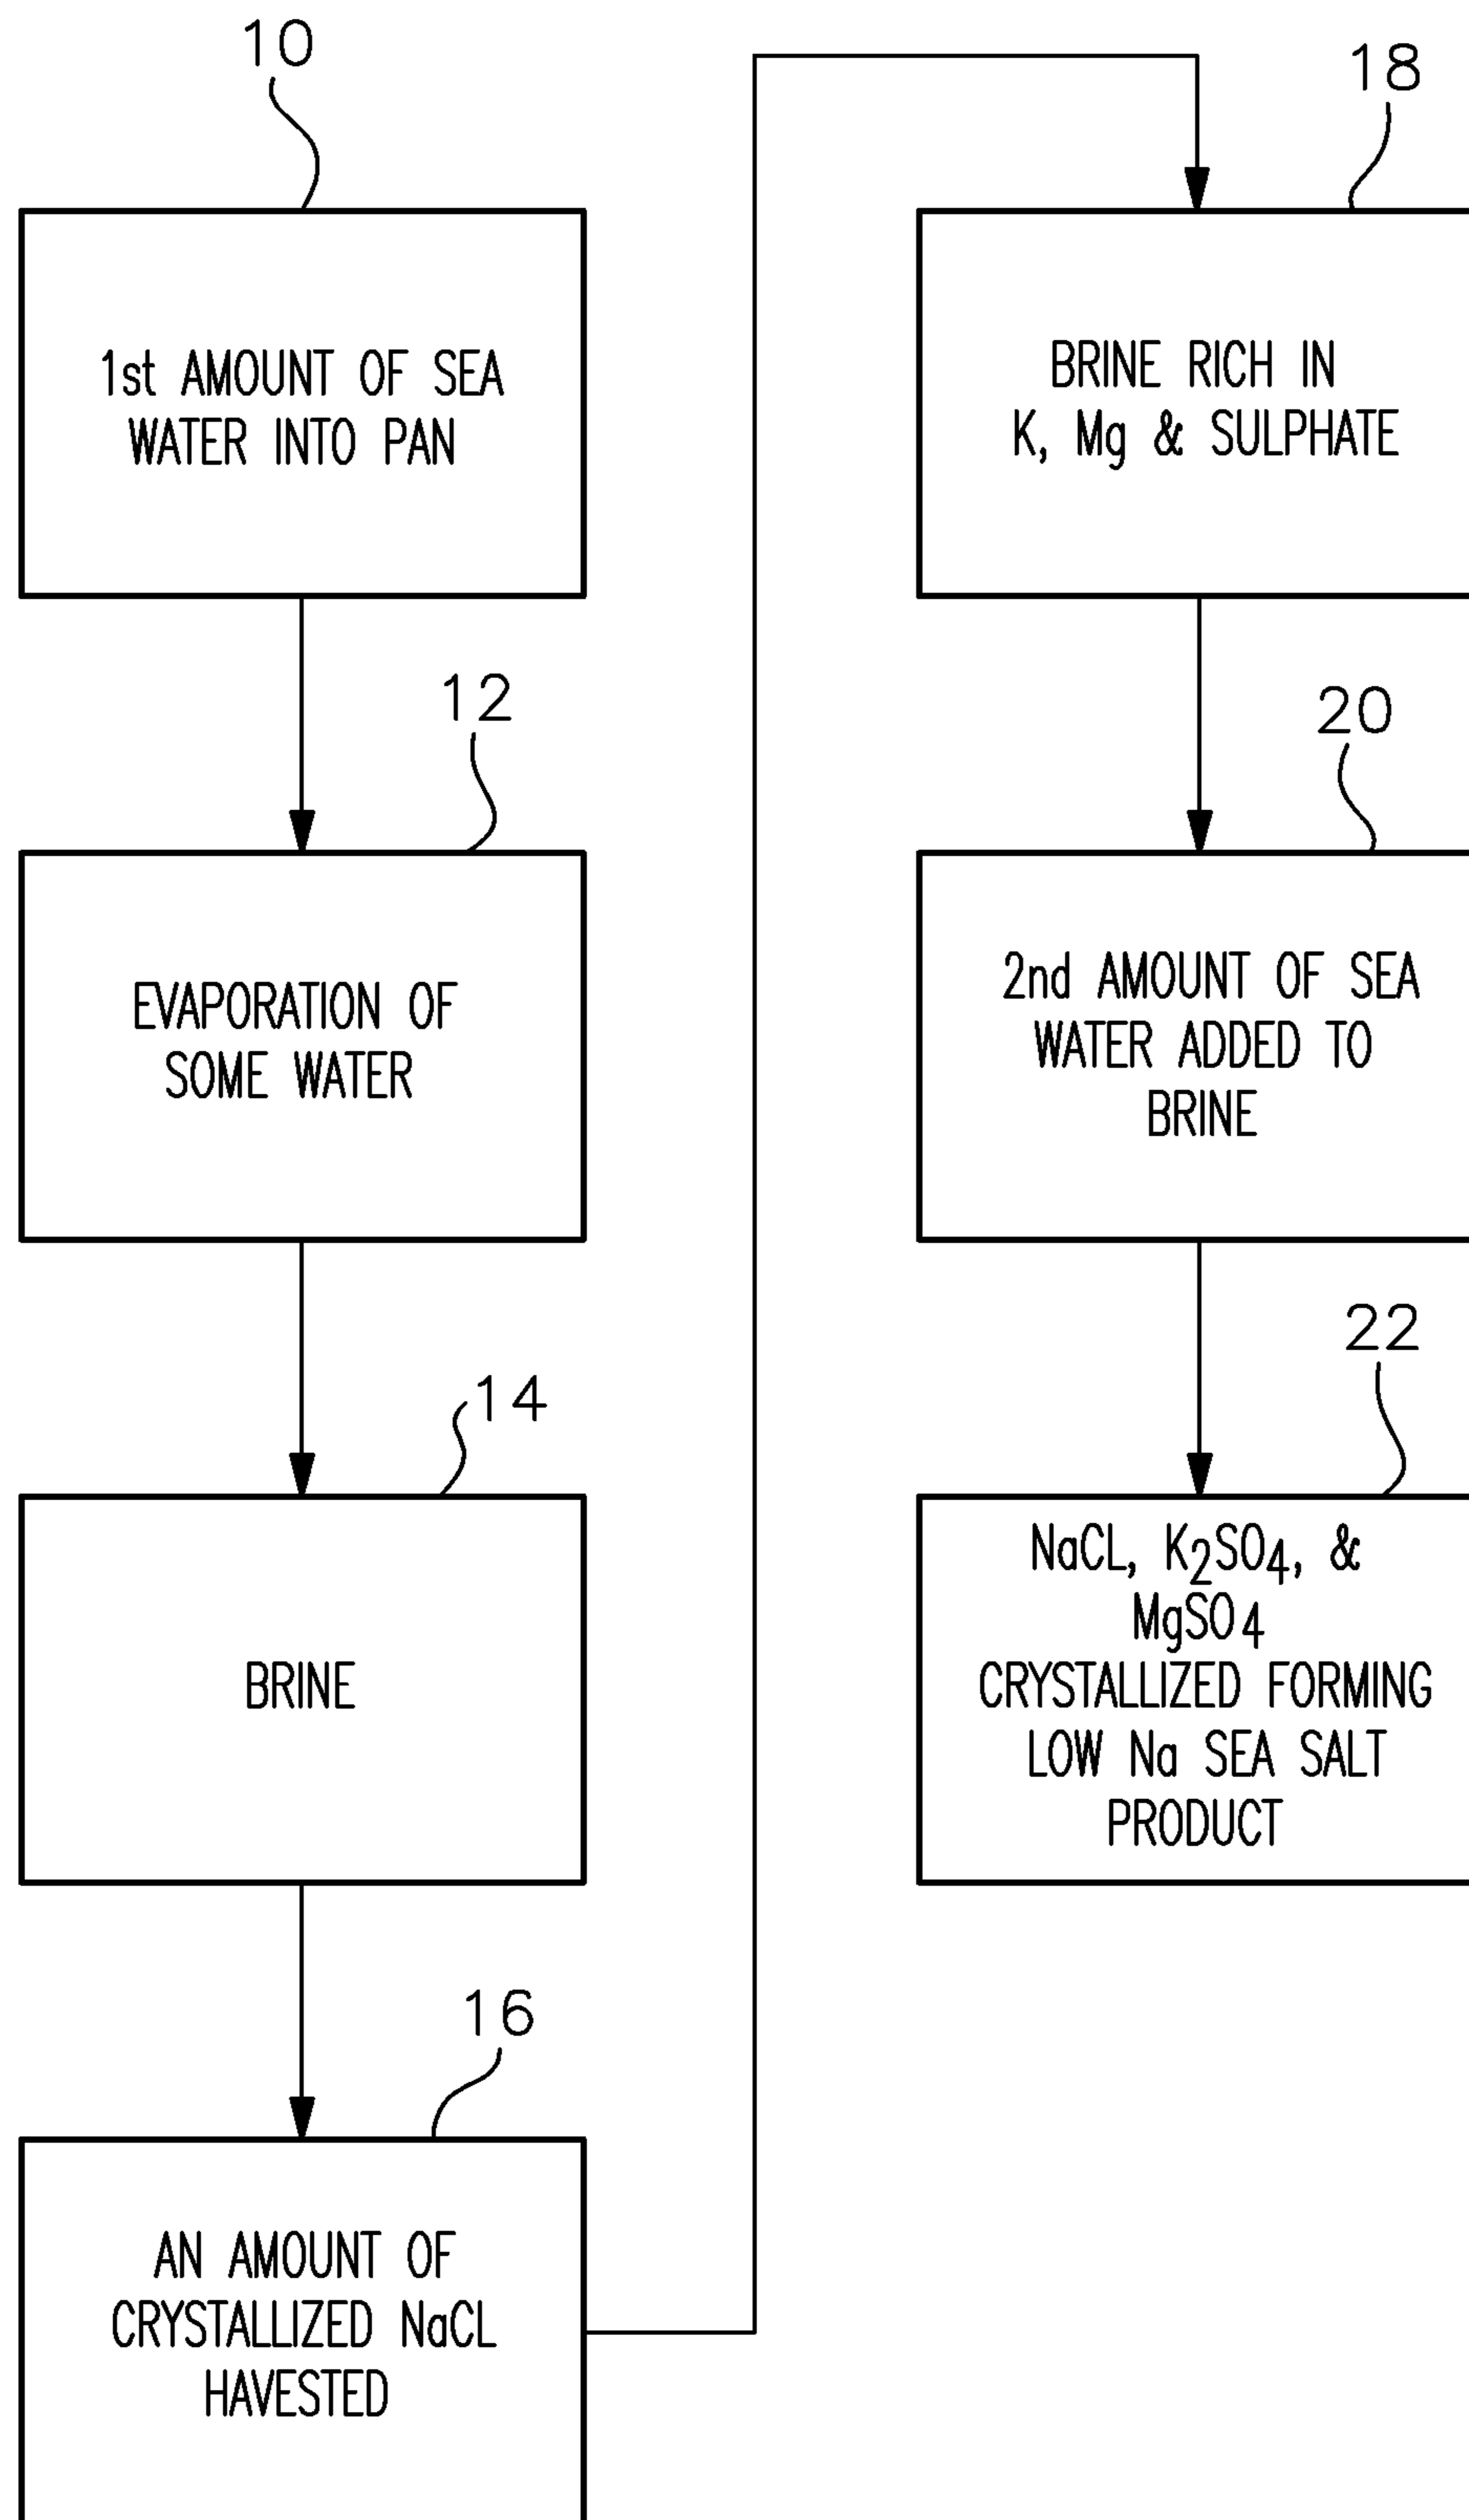 10
1st AMOUNT OF SEA
WATER INTO PAN
12
EVAPORATION OF
SOME WATER
14
BRINE
16
AN AMOUNT OF
CRYSTALLIZED NaCL
HAVESTED
18
BRINE RICH IN
K, Mg & SULPHATE
20
2nd AMOUNT OF SEA
WATER ADDED TO
BRINE
22
NaCL, K₂SO₄, &
MgSO₄
CRYSTALLIZED FORMING
LOW Na SEA SALT
PRODUCT